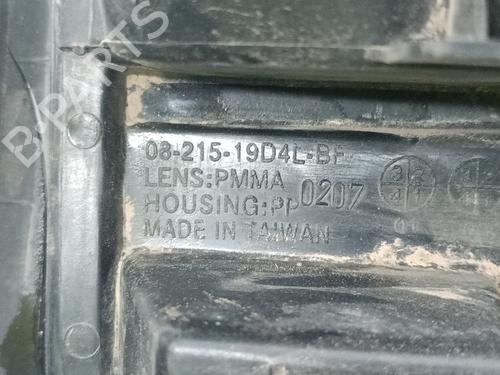 B-PARTS
08-215-19D4L-BF
LENS:PMMA
HOUSING:PP 0207
MADE IN TAIWAN